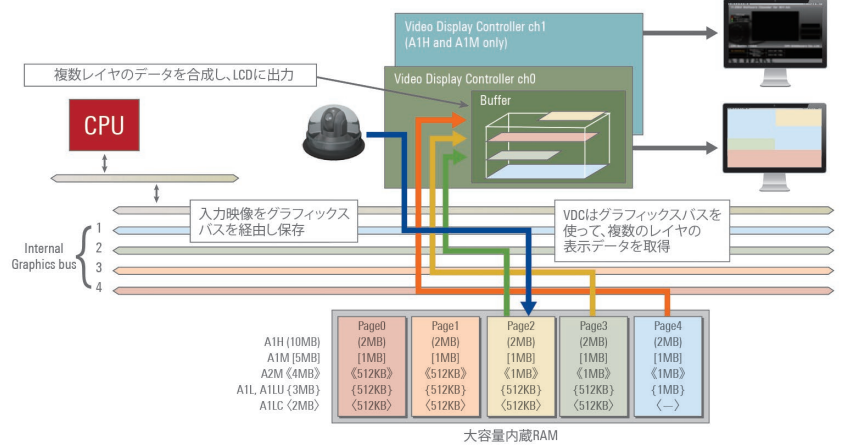 Video Display Controller ch1
(A1H and A1M only)
Video Display Controller ch0
複数レイヤのデータを合成し、LCDに出力
Buffer
CPU
入力映像をグラフィックス
バスを経由し保存
VDCはグラフィックスバスを
使って、複数のレイヤの
表示データを取得
Internal
Graphics bus
1
2
3
4
Page0 Page1 Page2 Page3 Page4
A1H (10MB) (2MB) (2MB) (2MB) (2MB) (2MB)
A1M [5MB] [1MB] [1MB] [1MB] [1MB] [1MB]
A2M 《4MB》 《512KB》 《512KB》 《1MB》 《1MB》 《1MB》
A1L, A1LU {3MB} {512KB} {512KB} {512KB} {512KB} {1MB}
A1LC 〈2MB〉 〈512KB〉 〈512KB〉 〈512KB〉 〈512KB〉 〈—〉
大容量内蔵RAM